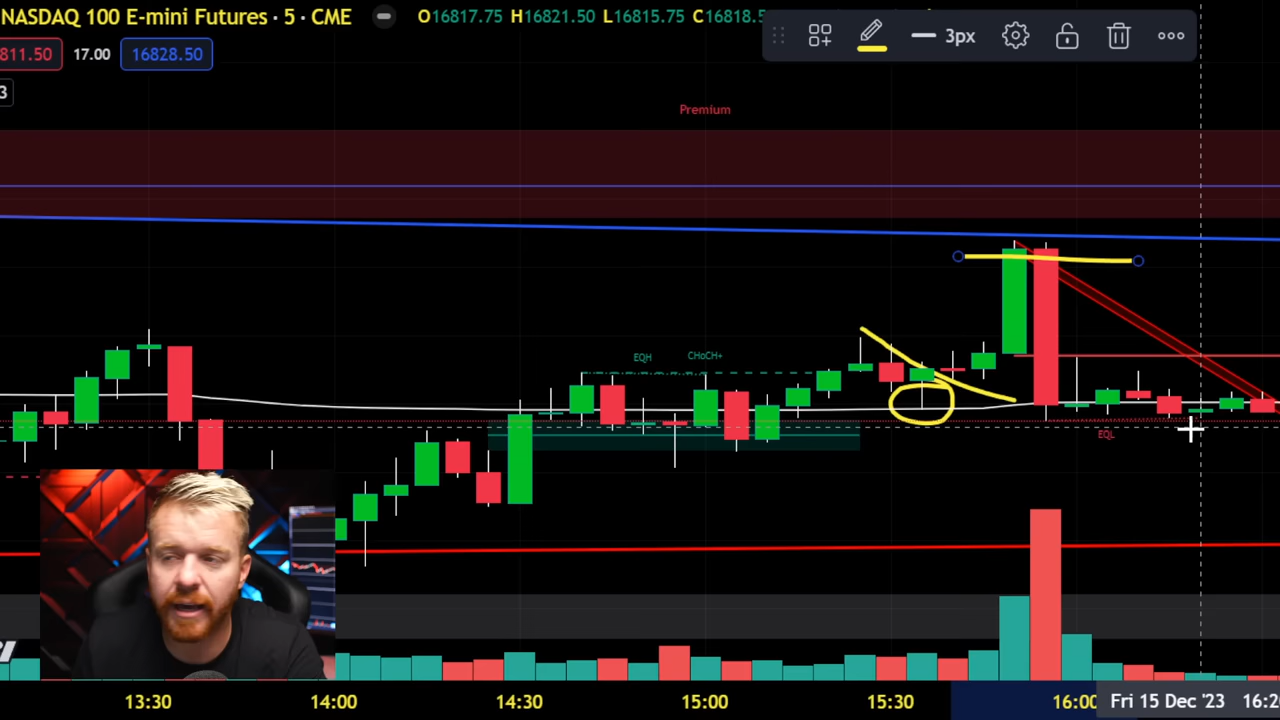 NASDAQ 100 E-mini Futures · 5 · CME
O16817.75 H16821.50 L16815.75 C16818.5
3px
811.50 17.00 16828.50
3
Premium
EQH
CHoCH+
EQL
13:30 14:00 14:30 15:00 15:30 16:00 Fri 15 Dec '23 16:2